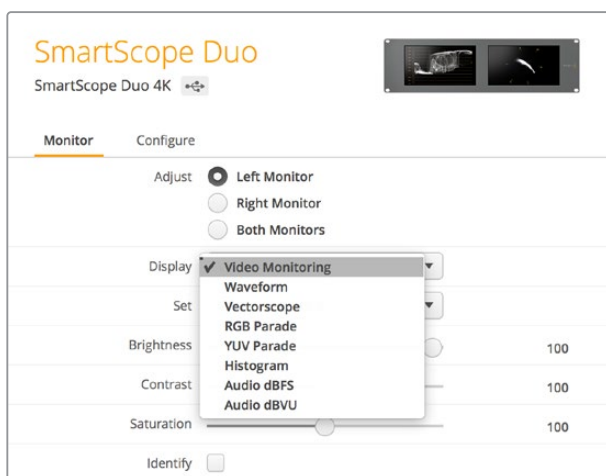 SmartScope Duo
SmartScope Duo 4K
Monitor Configure
Adjust Left Monitor
Right Monitor
Both Monitors
Display ✓ Video Monitoring
Waveform
Set Vectorscope
RGB Parade
Brightness YUV Parade 100
Histogram
Contrast Audio dBFS 100
Audio dBVU
Saturation 100
Identify